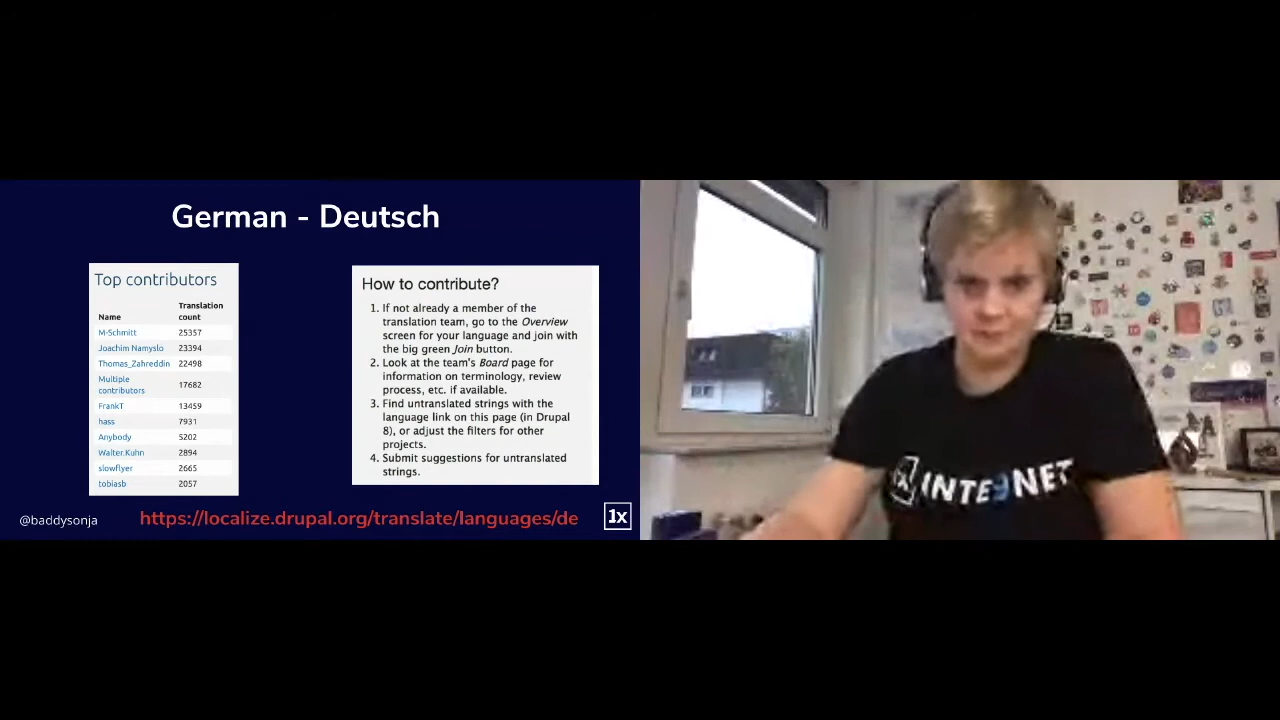 German - Deutsch
Top contributors
Name Translation count
M-Schmitt 25357
Joachim Namyslo 23394
Thomas_Zahreddin 22498
Multiple contributors 17682
FrankT 13459
hass 7931
Anybody 5202
Walter.Kuhn 2894
slowflyer 2665
tobiasb 2057
How to contribute?
1. If not already a member of the
translation team, go to the Overview
screen for your language and join with
the big green Join button.
2. Look at the team's Board page for
information on terminology, review
process, etc. if available.
3. Find untranslated strings with the
language link on this page (in Drupal
8), or adjust the filters for other
projects.
4. Submit suggestions for untranslated
strings.
@baddysonja
https://localize.drupal.org/translate/languages/de
1x
1x INTERNET